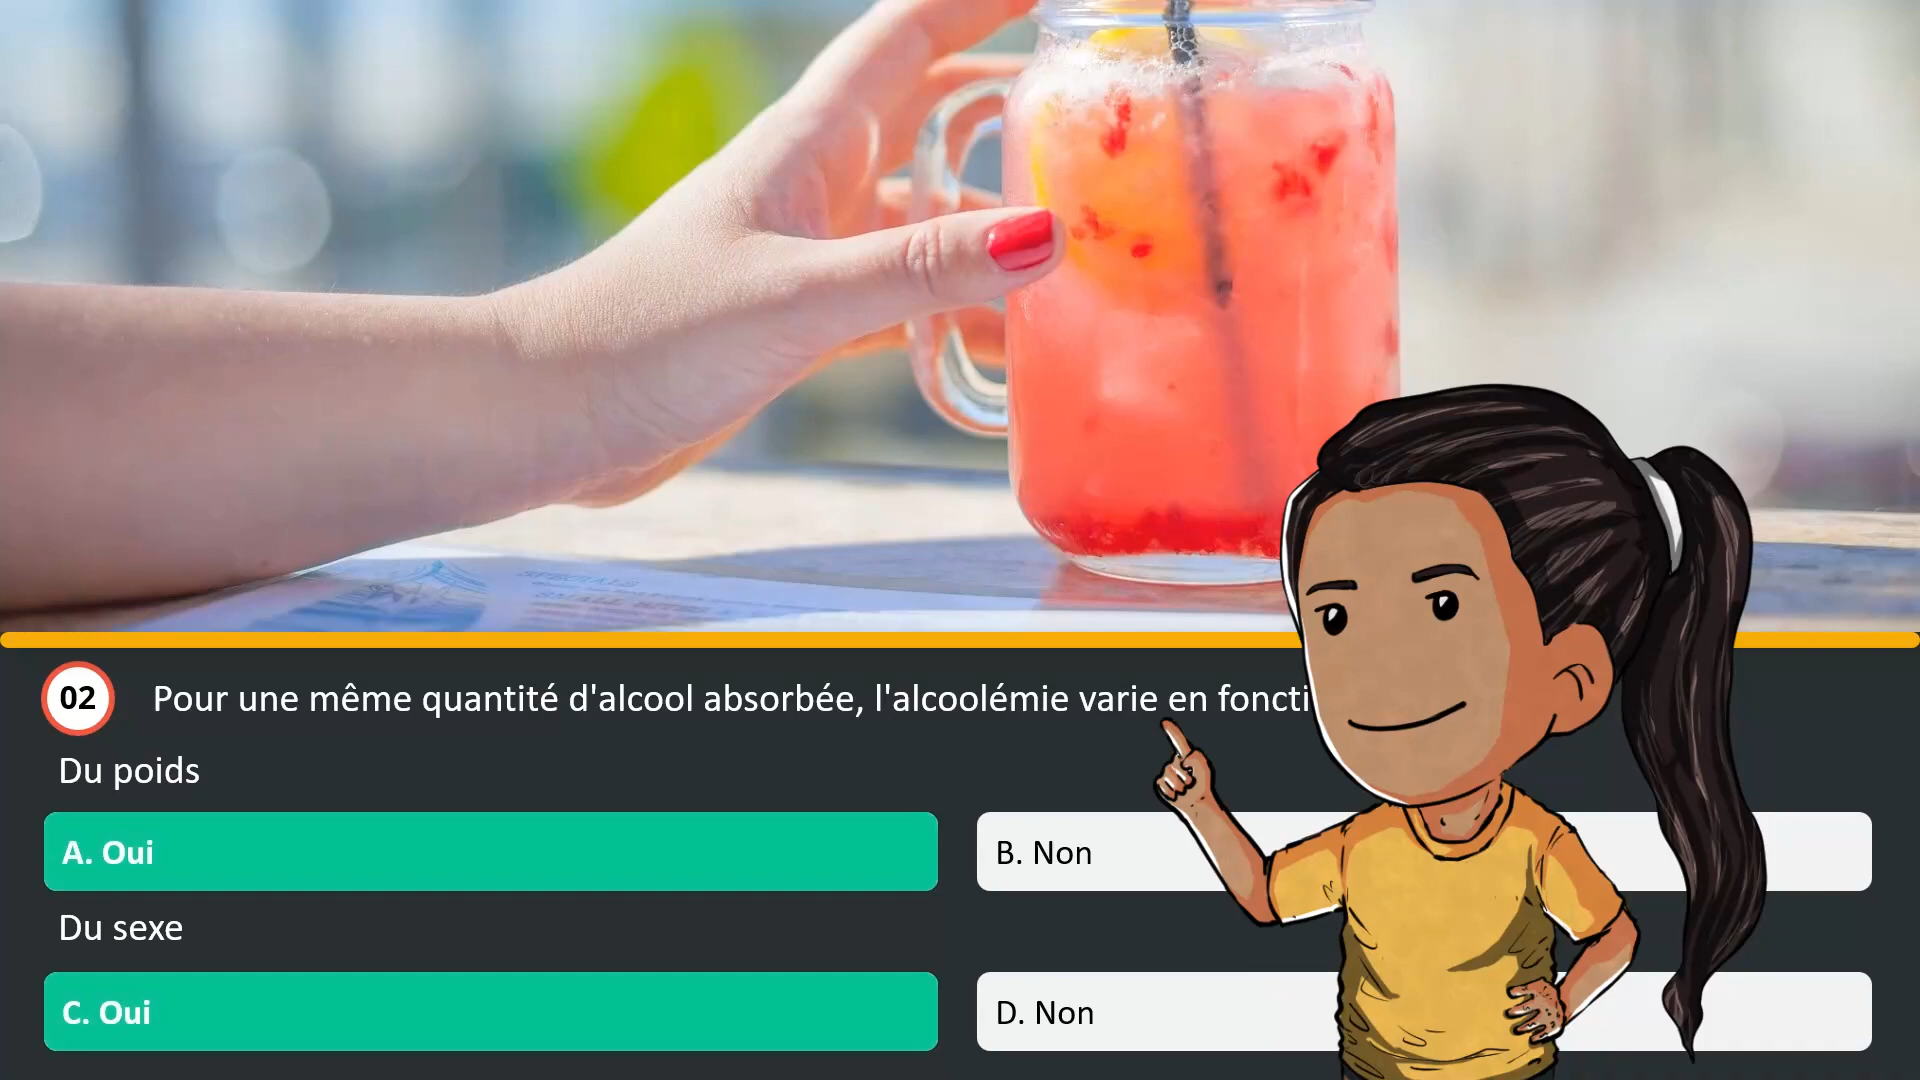 02 Pour une même quantité d'alcool absorbée, l'alcoolémie varie en foncti
Du poids
A. Oui
B. Non
Du sexe
C. Oui
D. Non